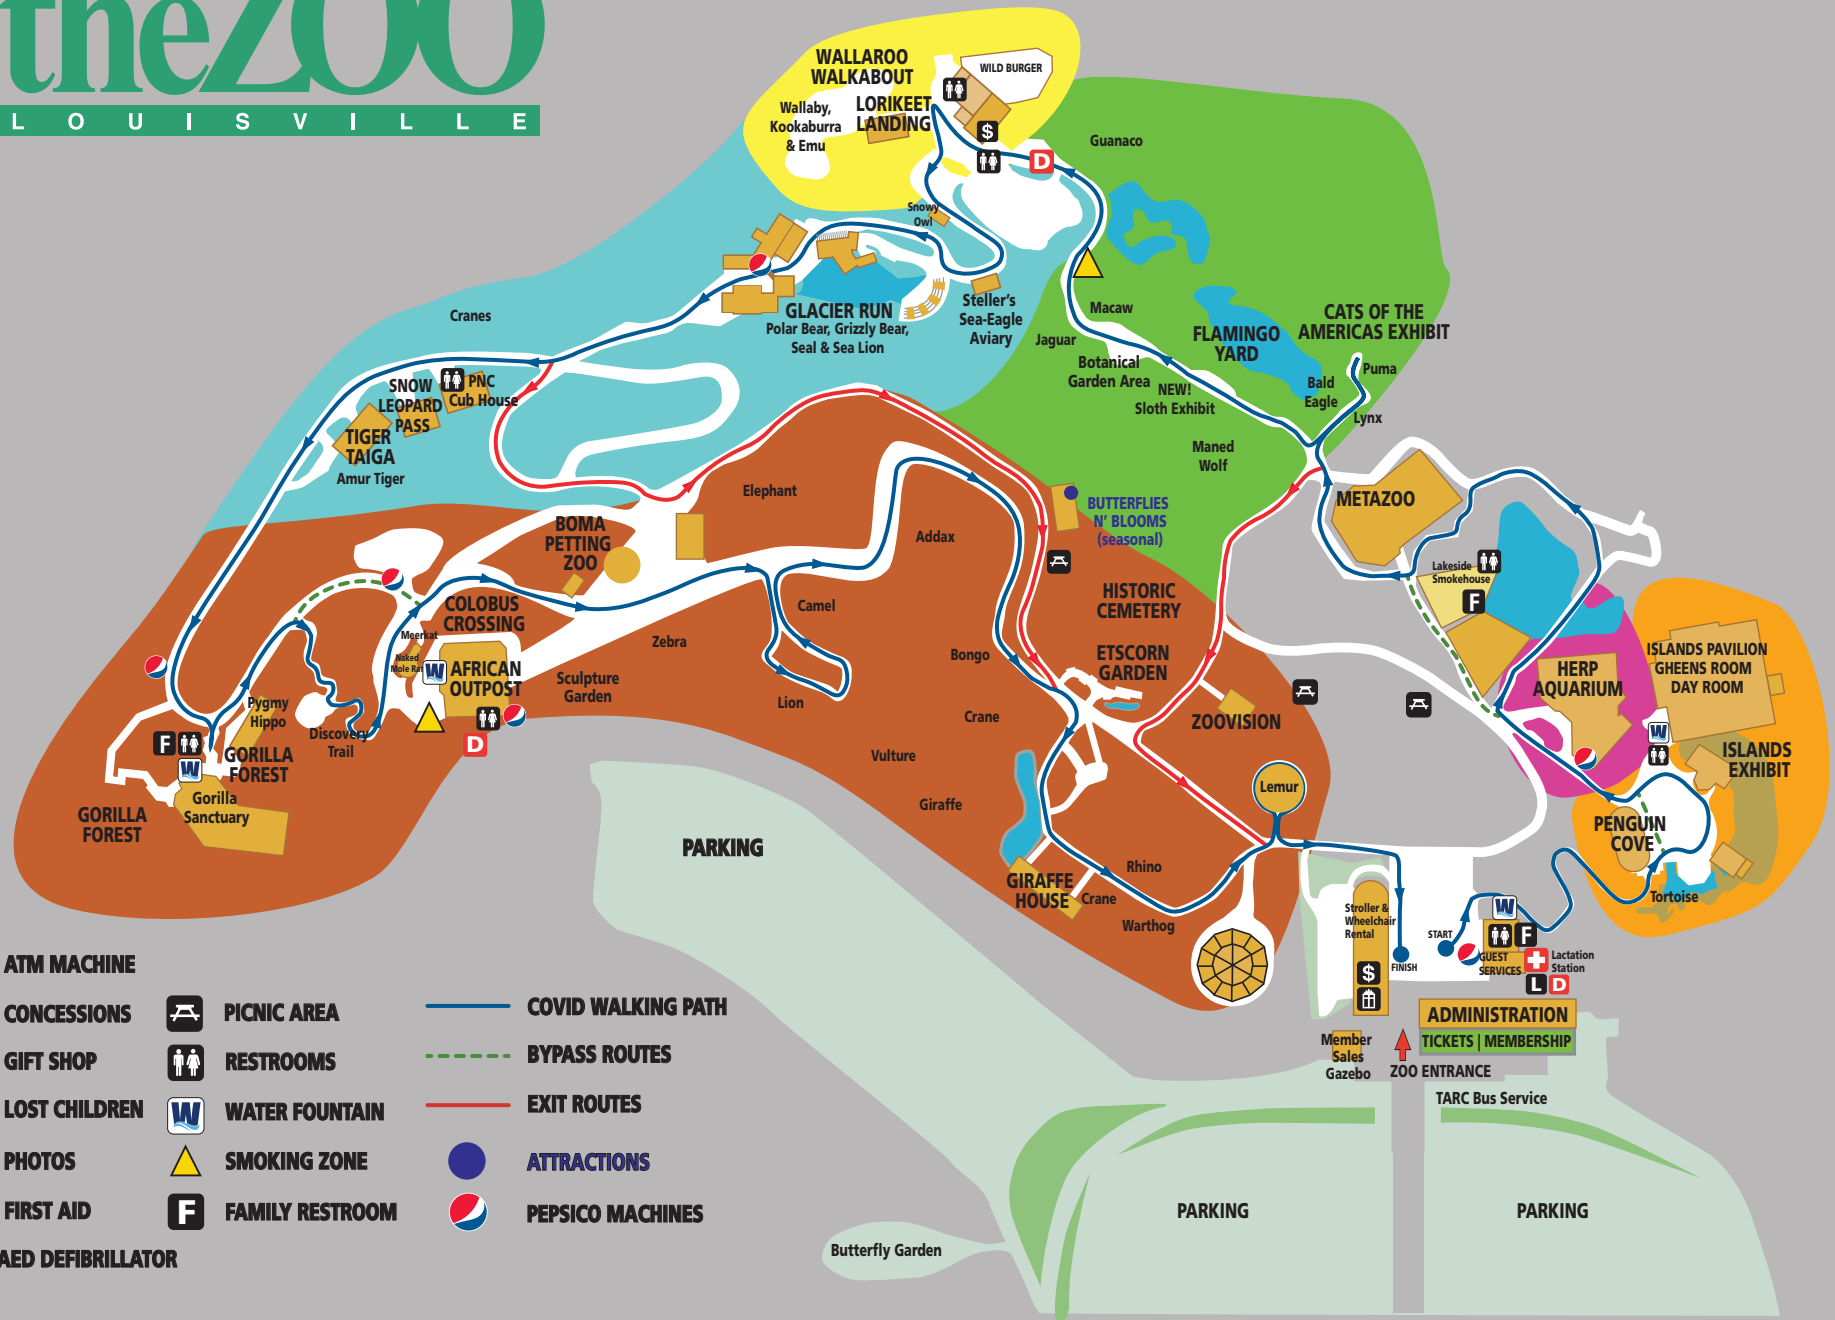 the ZOO
LOUISVILLE
WALLAROO
WALKABOUT
Wallaby,
Kookaburra
& Emu
LORIKEET
LANDING
WILD BURGER
$
D
Guanaco
Snowy
Owl
Steller's
Sea-Eagle
Aviary
GLACIER RUN
Polar Bear, Grizzly Bear,
Seal & Sea Lion
Cranes
SNOW
LEOPARD
PASS
PNC
Cub House
TIGER
TAIGA
Amur Tiger
Macaw
Jaguar
Botanical
Garden Area
NEW!
Sloth Exhibit
FLAMINGO
YARD
CATS OF THE
AMERICAS EXHIBIT
Puma
Bald
Eagle
Lynx
Maned
Wolf
METAZOO
Lakeside
Smokehouse
F
BUTTERFLIES
N' BLOOMS
(seasonal)
HISTORIC
CEMETERY
ETSCORN
GARDEN
ZOOVISION
Elephant
Addax
BOMA
PETTING
ZOO
Camel
Zebra
Lion
Bongo
Crane
Vulture
Giraffe
Sculpture
Garden
COLOBUS
CROSSING
Meerkat
Naked
Mole Rat
W
AFRICAN
OUTPOST
D
Pygmy
Hippo
Discovery
Trail
F
W
GORILLA
FOREST
Gorilla
Sanctuary
GORILLA
FOREST
HERP
AQUARIUM
ISLANDS PAVILION
GHEENS ROOM
DAY ROOM
W
ISLANDS
EXHIBIT
PENGUIN
COVE
Tortoise
Lemur
Rhino
GIRAFFE
HOUSE
Crane
Warthog
Stroller &
Wheelchair
Rental
$
FINISH
START
W
F
GUEST
SERVICES
Lactation
Station
L D
ADMINISTRATION
TICKETS | MEMBERSHIP
Member
Sales
Gazebo
ZOO ENTRANCE
TARC Bus Service
PARKING
PARKING
PARKING
Butterfly Garden
ATM MACHINE
CONCESSIONS
GIFT SHOP
LOST CHILDREN
PHOTOS
FIRST AID
AED DEFIBRILLATOR
PICNIC AREA
RESTROOMS
W WATER FOUNTAIN
SMOKING ZONE
F FAMILY RESTROOM
COVID WALKING PATH
BYPASS ROUTES
EXIT ROUTES
ATTRACTIONS
PEPSICO MACHINES